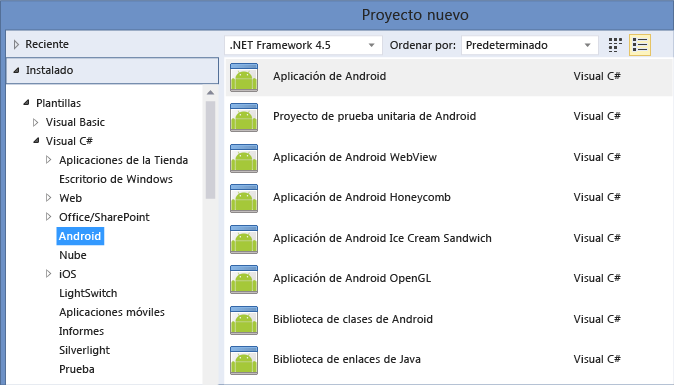 Proyecto nuevo
Reciente
.NET Framework 4.5
Ordenar por:
Predeterminado
Instalado
Plantillas
Visual Basic
Visual C#
Aplicaciones de la Tienda
Escritorio de Windows
Web
Office/SharePoint
Android
Nube
iOS
LightSwitch
Aplicaciones móviles
Informes
Silverlight
Prueba
Aplicación de Android Visual C#
Proyecto de prueba unitaria de Android Visual C#
Aplicación de Android WebView Visual C#
Aplicación de Android Honeycomb Visual C#
Aplicación de Android Ice Cream Sandwich Visual C#
Aplicación de Android OpenGL Visual C#
Biblioteca de clases de Android Visual C#
Biblioteca de enlaces de Java Visual C#